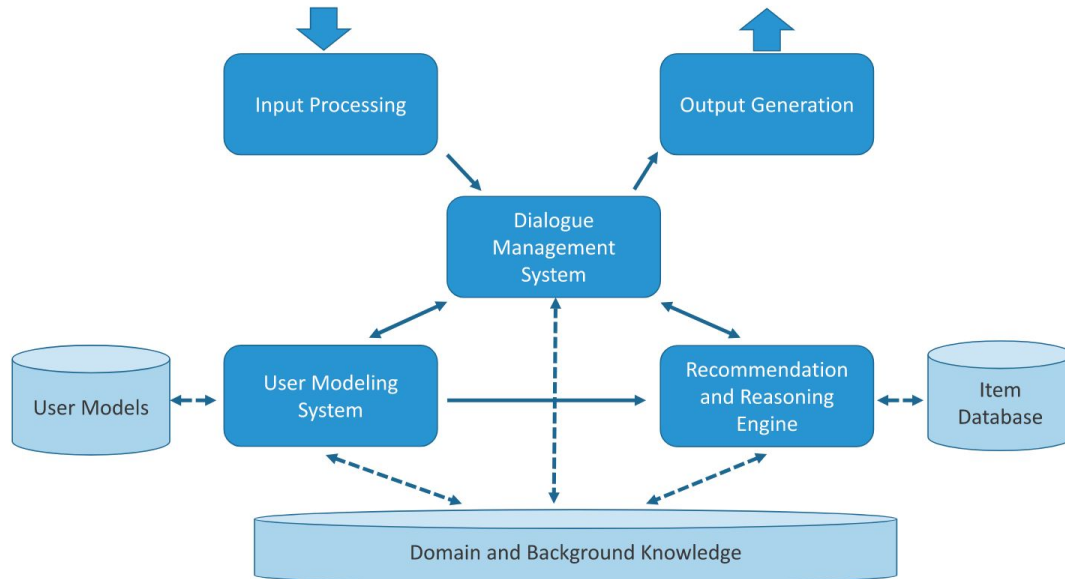 Input Processing
Output Generation
Dialogue
Management
System
User Models
User Modeling
System
Recommendation
and Reasoning
Engine
Item
Database
Domain and Background Knowledge